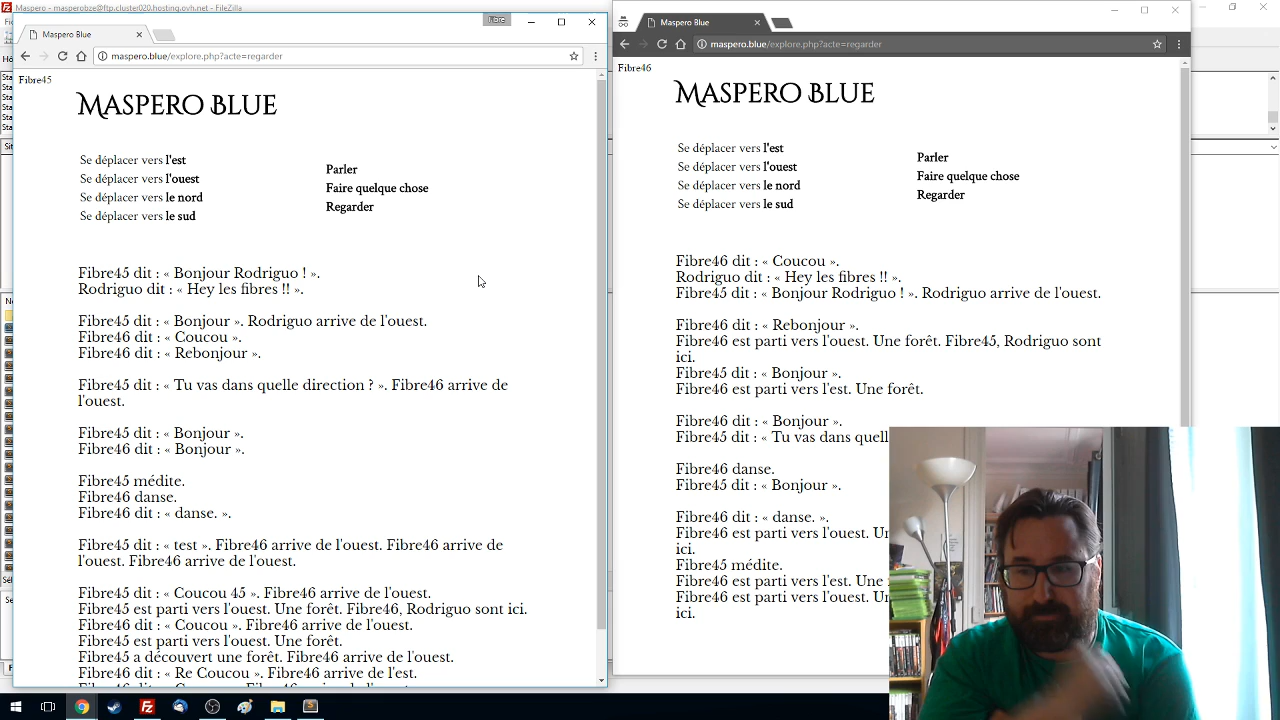 Maspero - masperobze@ftp.cluster020.hosting.ovh.net - FileZilla
Fibre
Maspero Blue
maspero.blue/explore.php?acte=regarder
Fibre45
MASPERO BLUE
Se déplacer vers l'est
Se déplacer vers l'ouest
Se déplacer vers le nord
Se déplacer vers le sud
Parler
Faire quelque chose
Regarder
Fibre45 dit : « Bonjour Rodriguo ! ».
Rodriguo dit : « Hey les fibres !! ».
Fibre45 dit : « Bonjour ». Rodriguo arrive de l'ouest.
Fibre46 dit : « Coucou ».
Fibre46 dit : « Rebonjour ».
Fibre45 dit : « Tu vas dans quelle direction ? ». Fibre46 arrive de
l'ouest.
Fibre45 dit : « Bonjour ».
Fibre46 dit : « Bonjour ».
Fibre45 médite.
Fibre46 danse.
Fibre46 dit : « danse. ».
Fibre45 dit : « test ». Fibre46 arrive de l'ouest. Fibre46 arrive de
l'ouest. Fibre46 arrive de l'ouest.
Fibre45 dit : « Coucou 45 ». Fibre46 arrive de l'ouest.
Fibre45 est parti vers l'ouest. Une forêt. Fibre46, Rodriguo sont ici.
Fibre46 dit : « Coucou ». Fibre46 arrive de l'ouest.
Fibre45 est parti vers l'ouest. Une forêt.
Fibre45 a découvert une forêt. Fibre46 arrive de l'ouest.
Fibre46 dit : « Re Coucou ». Fibre46 arrive de l'est.
Maspero Blue
maspero.blue/explore.php?acte=regarder
Fibre46
MASPERO BLUE
Se déplacer vers l'est
Se déplacer vers l'ouest
Se déplacer vers le nord
Se déplacer vers le sud
Parler
Faire quelque chose
Regarder
Fibre46 dit : « Coucou ».
Rodriguo dit : « Hey les fibres !! ».
Fibre45 dit : « Bonjour Rodriguo ! ». Rodriguo arrive de l'ouest.
Fibre46 dit : « Rebonjour ».
Fibre46 est parti vers l'ouest. Une forêt. Fibre45, Rodriguo sont
ici.
Fibre45 dit : « Bonjour ».
Fibre46 est parti vers l'est. Une forêt.
Fibre46 dit : « Bonjour ».
Fibre45 dit : « Tu vas dans quell
Fibre46 danse.
Fibre45 dit : « Bonjour ».
Fibre46 dit : « danse. ».
Fibre46 est parti vers l'ouest. Un
ici.
Fibre45 médite.
Fibre46 est parti vers l'est. Une
Fibre46 est parti vers l'ouest. Un
ici.